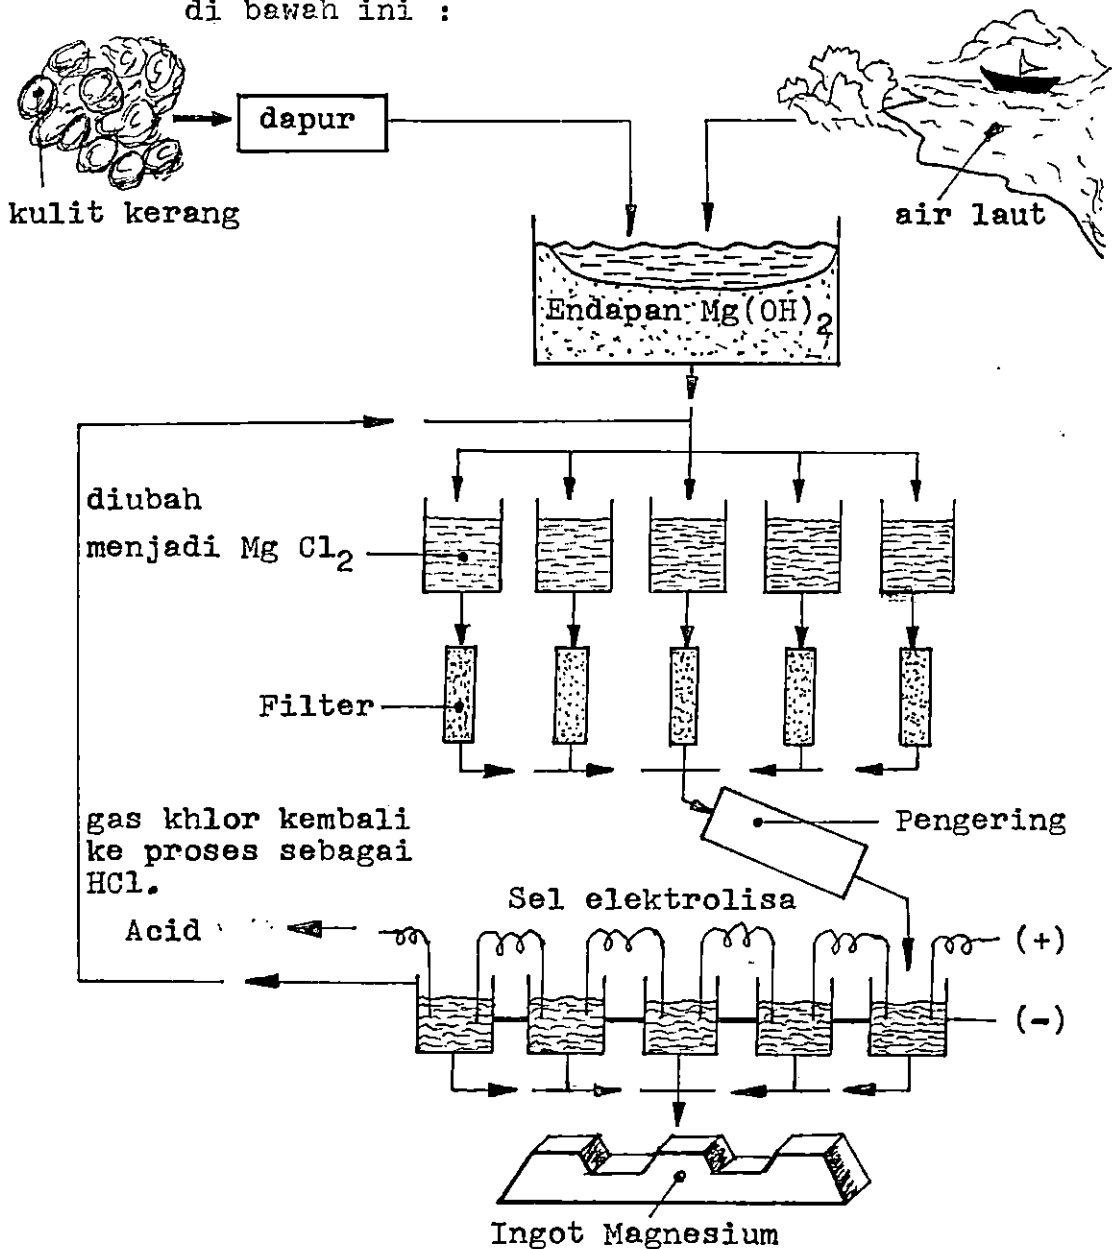 di bawah ini :
dapur
kulit kerang
air laut
Endapan Mg(OH)2
diubah
menjadi Mg Cl2
Filter
Pengering
gas khlor kembali
ke proses sebagai
HCl.
Sel elektrolisa
Acid
(+)
(-)
Ingot Magnesium